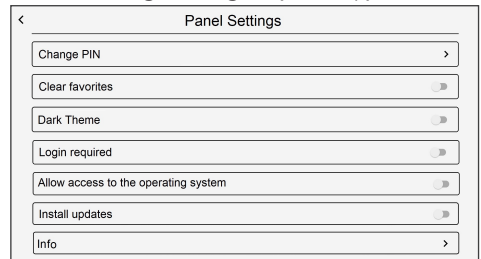 Panel Settings
Change PIN
Clear favorites
Dark Theme
Login required
Allow access to the operating system
Install updates
Info